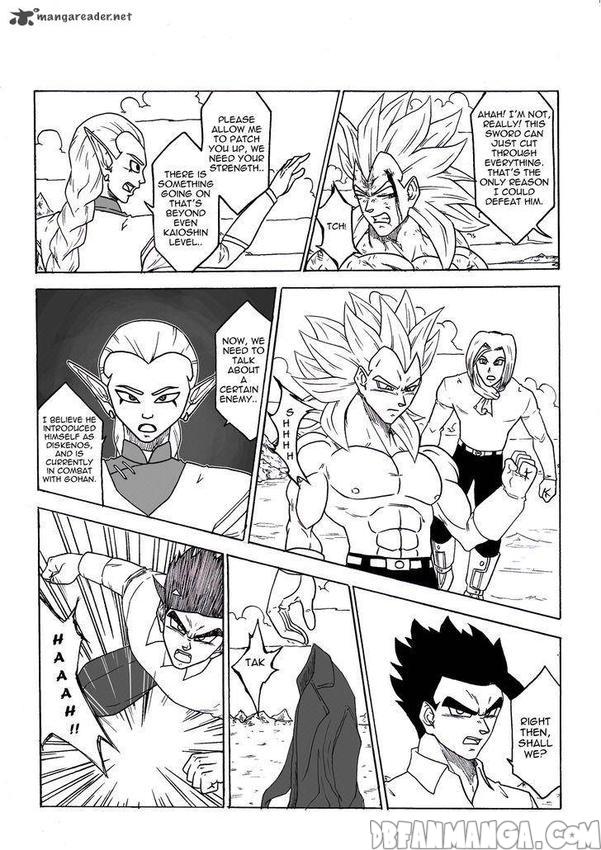 mangareader.net
AHAH! I'M NOT,
REALLY! THIS
SWORD CAN
JUST CUT
THROUGH
EVERYTHING.
THAT'S THE
ONLY REASON
I COULD
DEFEAT HIM.
TCH!
PLEASE
ALLOW ME
TO PATCH
YOU UP, WE
NEED YOUR
STRENGTH..
THERE IS
SOMETHING
GOING ON
THAT'S
BEYOND
EVEN
KAIOSHIN
LEVEL..
SHHHH
NOW, WE
NEED TO
TALK
ABOUT A
CERTAIN
ENEMY..
I BELIEVE HE
INTRODUCED
HIMSELF AS
DISKENOS,
AND IS
CURRENTLY
IN COMBAT
WITH GOHAN.
RIGHT
THEN,
SHALL
WE?
TAK
HAAAH!!
DBFANMANGA.COM